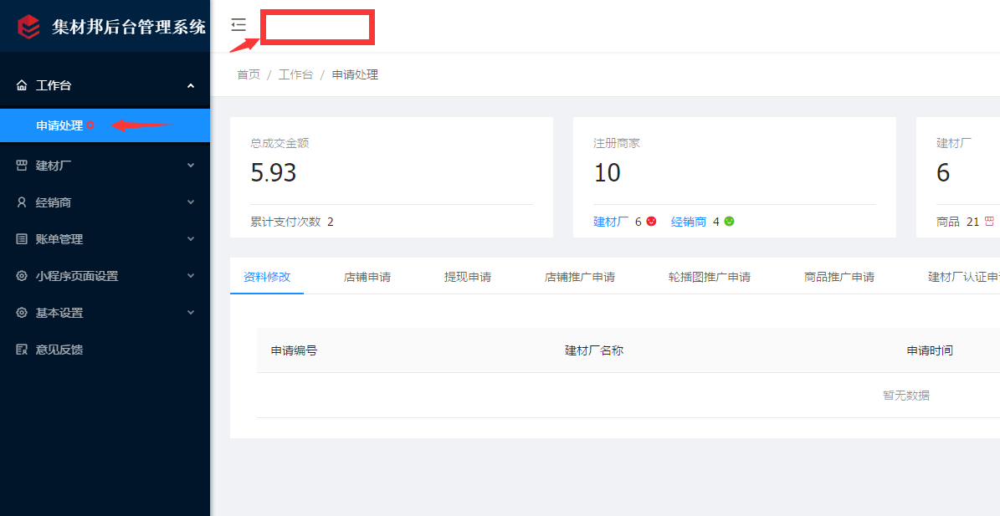 集材邦后台管理系统
工作台
申请处理
建材厂
经销商
账单管理
小程序页面设置
基本设置
意见反馈
首页 / 工作台 / 申请处理
总成交金额
5.93
累计支付次数 2
注册商家
10
建材厂 6 经销商 4
建材厂
6
商品 21
资料修改 店铺申请 提现申请 店铺推广申请 轮播图推广申请 商品推广申请 建材厂认证申
申请编号 建材厂名称 申请时间
暂无数据